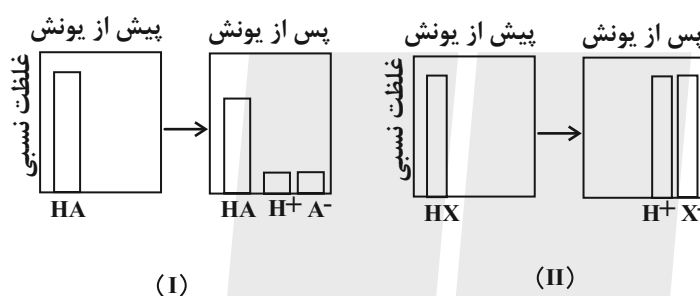 پیش از یونش پس از یونش پیش از یونش پس از یونش
غلظت نسبی غلظت نسبی
HA HA H+ A- HX H+ X-
(I) (II)